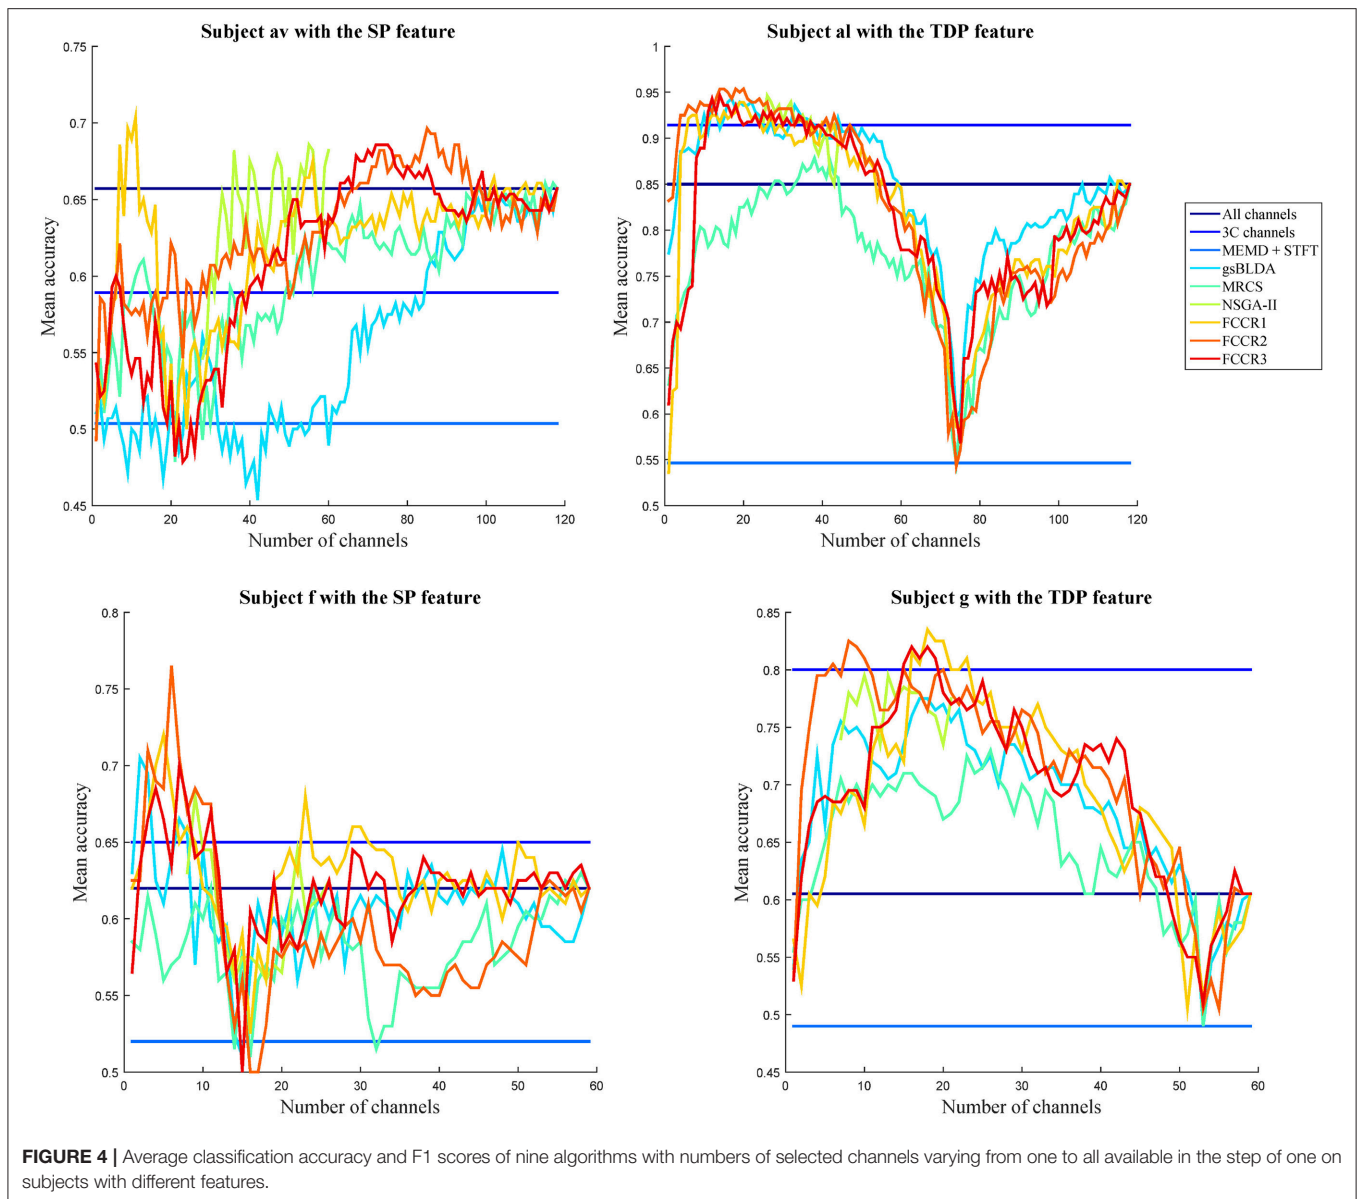 Subject av with the SP feature
0.75
0.7
0.65
0.6
0.55
0.5
0.45
Mean accuracy
0 20 40 60 80 100 120
Number of channels
Subject al with the TDP feature
1
0.95
0.9
0.85
0.8
0.75
0.7
0.65
0.6
0.55
0.5
Mean accuracy
0 20 40 60 80 100 120
Number of channels
All channels
3C channels
MEMD + STFT
gsBLDA
MRCS
NSGA-II
FCCR1
FCCR2
FCCR3
Subject f with the SP feature
0.8
0.75
0.7
0.65
0.6
0.55
0.5
Mean accuracy
0 10 20 30 40 50 60
Number of channels
Subject g with the TDP feature
0.85
0.8
0.75
0.7
0.65
0.6
0.55
0.5
0.45
Mean accuracy
0 10 20 30 40 50 60
Number of channels
FIGURE 4 | Average classification accuracy and F1 scores of nine algorithms with numbers of selected channels varying from one to all available in the step of one on
subjects with different features.